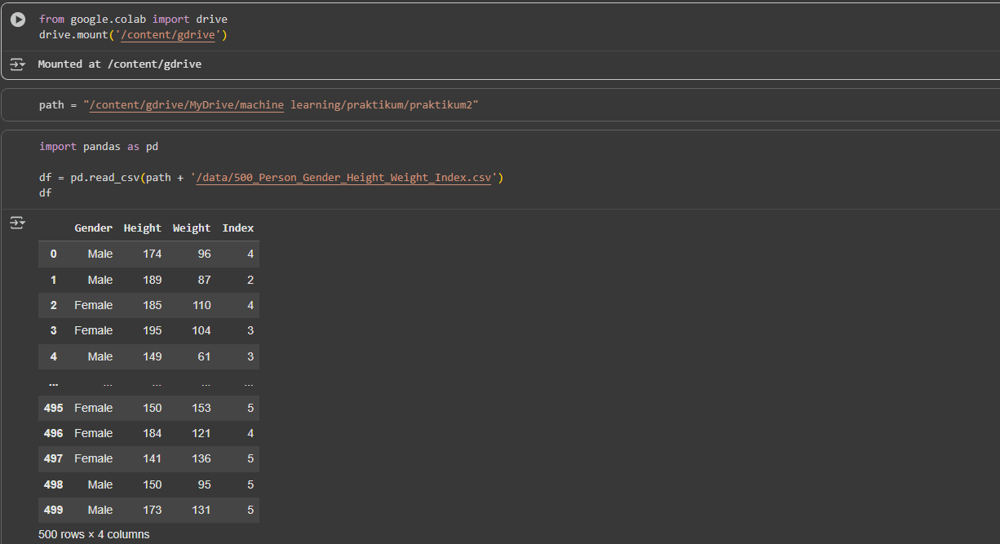 from google.colab import drive
drive.mount('/content/gdrive')
Mounted at /content/gdrive
path = "/content/gdrive/MyDrive/machine learning/praktikum/praktikum2"
import pandas as pd
df = pd.read_csv(path + '/data/500_Person_Gender_Height_Weight_Index.csv')
df
Gender Height Weight Index
0 Male 174 96 4
1 Male 189 87 2
2 Female 185 110 4
3 Female 195 104 3
4 Male 149 61 3
... ... ... ... ...
495 Female 150 153 5
496 Female 184 121 4
497 Female 141 136 5
498 Male 150 95 5
499 Male 173 131 5
500 rows × 4 columns